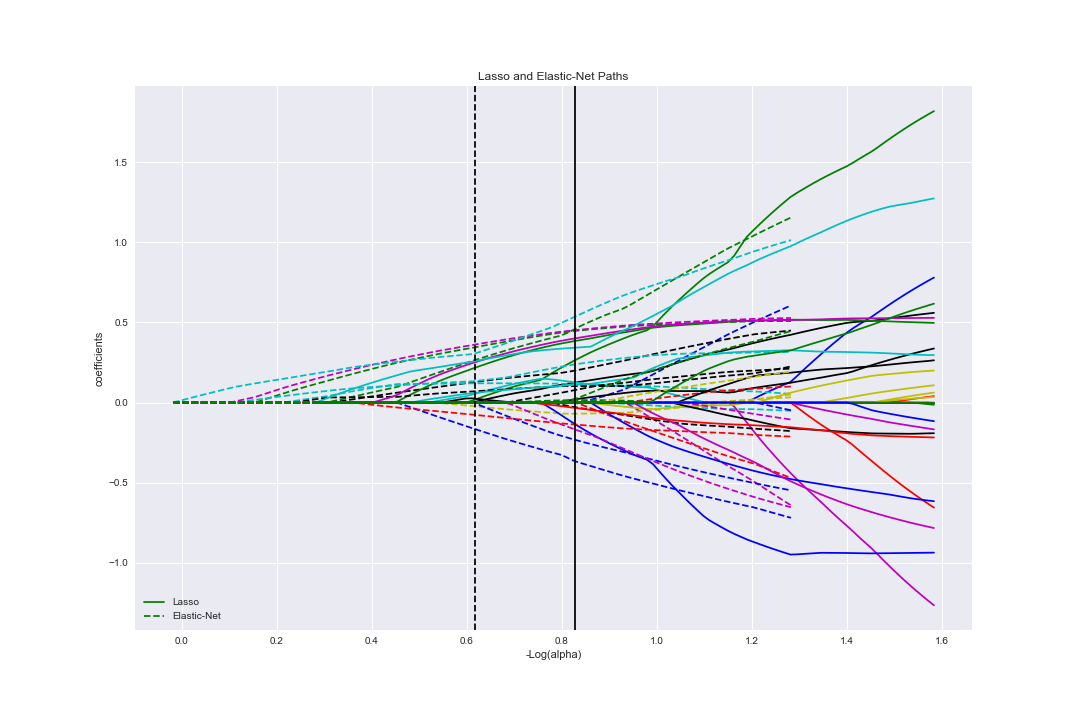 Lasso and Elastic-Net Paths
coefficients
1.5
1.0
0.5
0.0
−0.5
−1.0
Lasso
Elastic-Net
0.0 0.2 0.4 0.6 0.8 1.0 1.2 1.4 1.6
-Log(alpha)